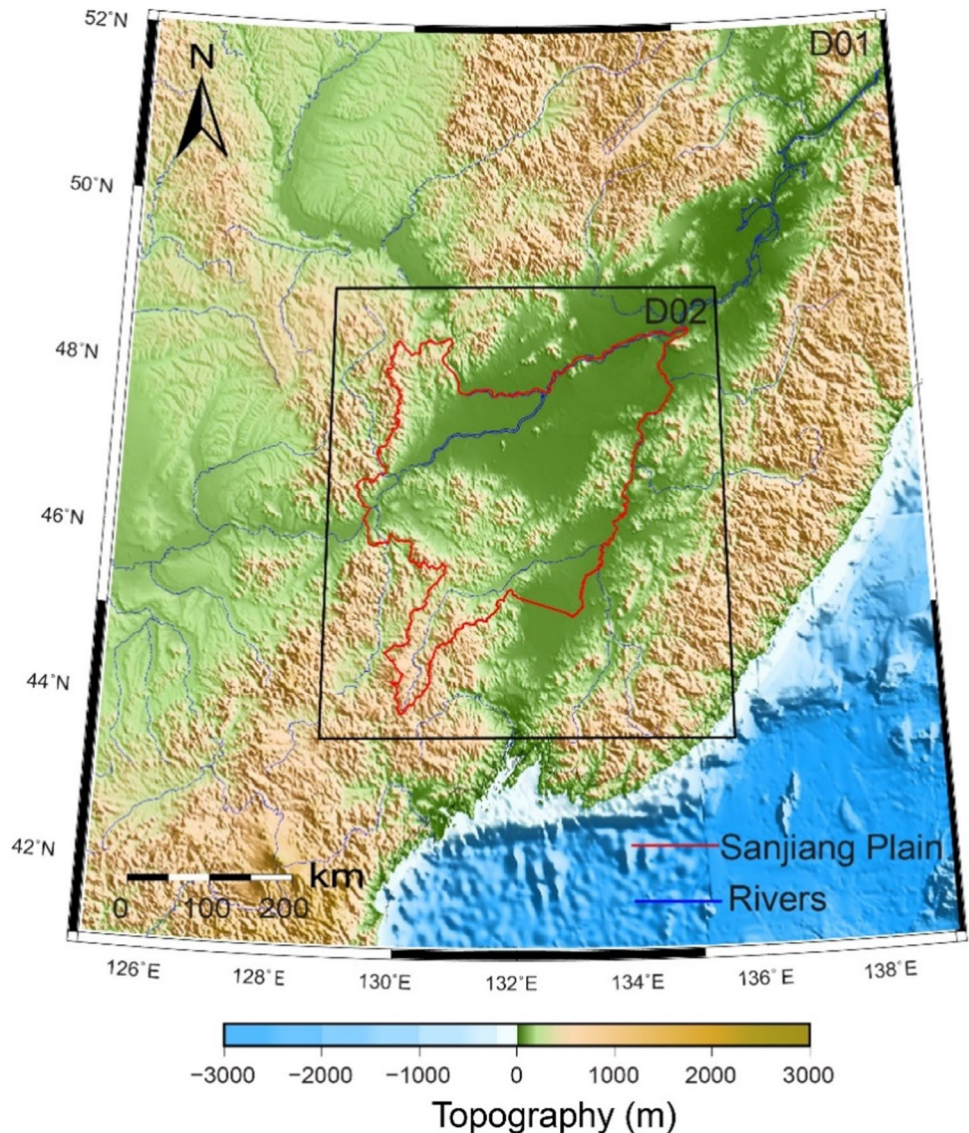 52°N
D01
N
50°N
D02
48°N
46°N
44°N
42°N
Sanjiang Plain
km
0 100 200
Rivers
126°E 128°E 130°E 132°E 134°E 136°E 138°E
−3000 −2000 −1000 0 1000 2000 3000
Topography (m)